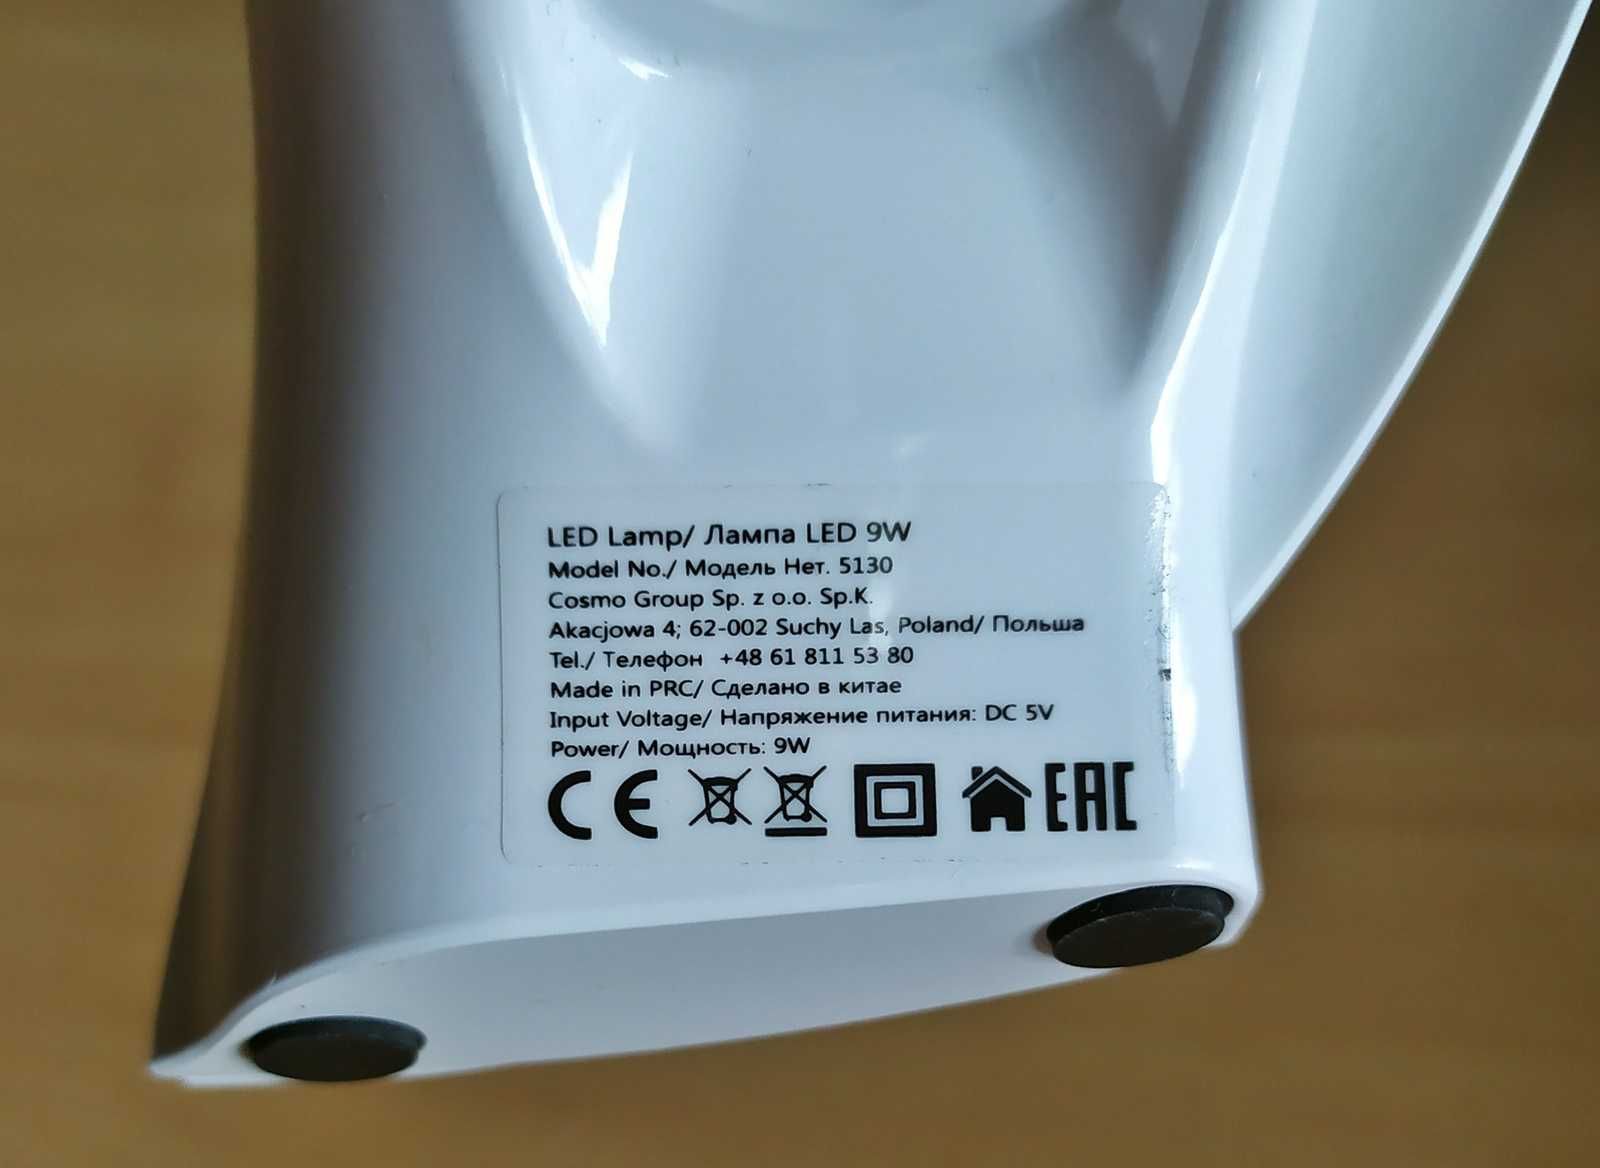 LED Lamp/ Лампа LED 9W
Model No./ Модель Нет. 5130
Cosmo Group Sp. z o.o. Sp.K.
Akacjowa 4; 62-002 Suchy Las, Poland/ Польша
Tel./ Телефон +48 61 811 53 80
Made in PRC/ Сделано в китае
Input Voltage/ Напряжение питания: DC 5V
Power/ Мощность: 9W
CE EAC